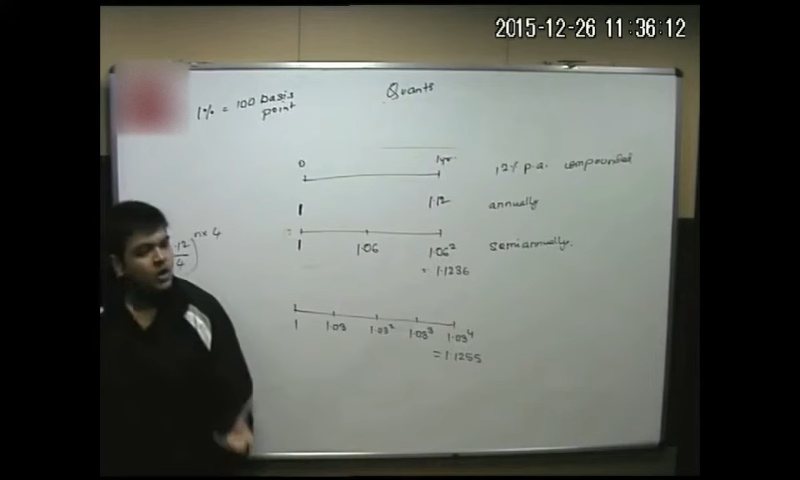 2015-12-26 11:36:12
Quants
1% = 100 basis
point
0 1yr.
12% p.a. compounded
1 1.12 annually
1 1.06 1.06² semiannually.
= 1.1236
.12
4
n×4
1 1.03 1.03² 1.03³ 1.03⁴
= 1.1255